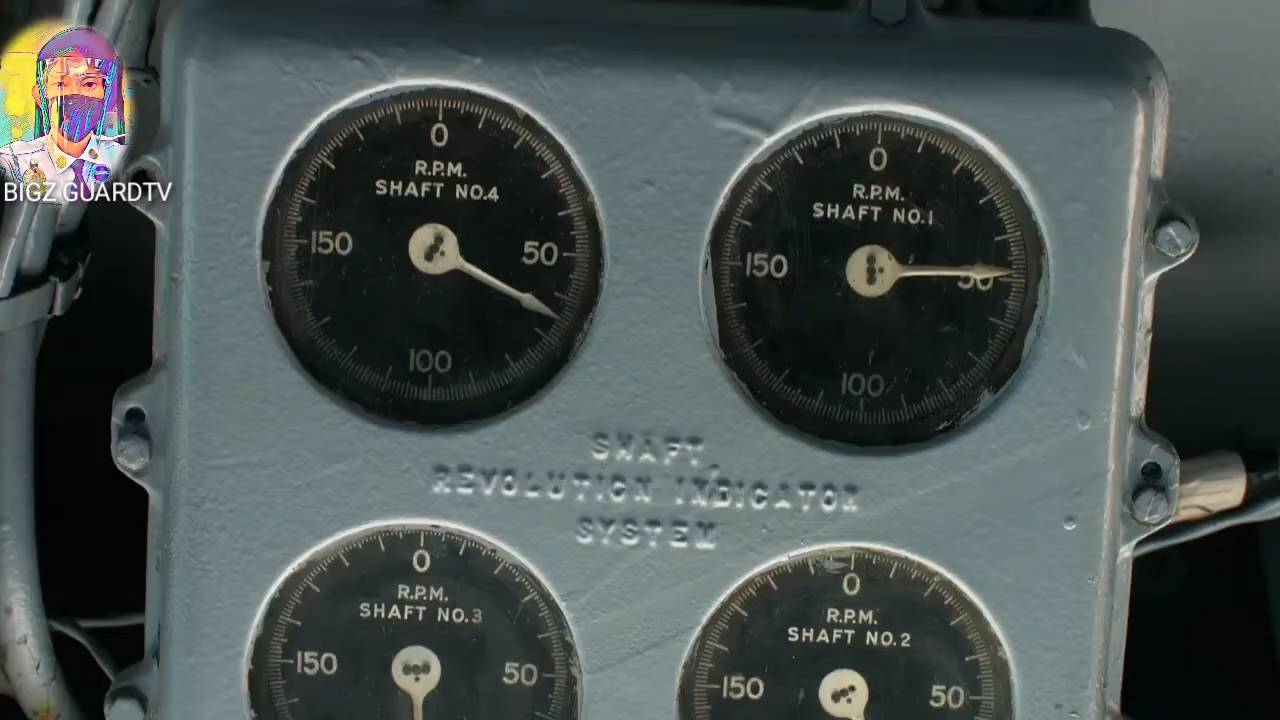 BIGZ GUARDTV
0
R.P.M.
SHAFT NO.4
150
50
100
0
R.P.M.
SHAFT NO.1
150
50
100
SHAFT
REVOLUTION INDICATOR
SYSTEM
0
R.P.M.
SHAFT NO.3
150
50
0
R.P.M.
SHAFT NO.2
150
50